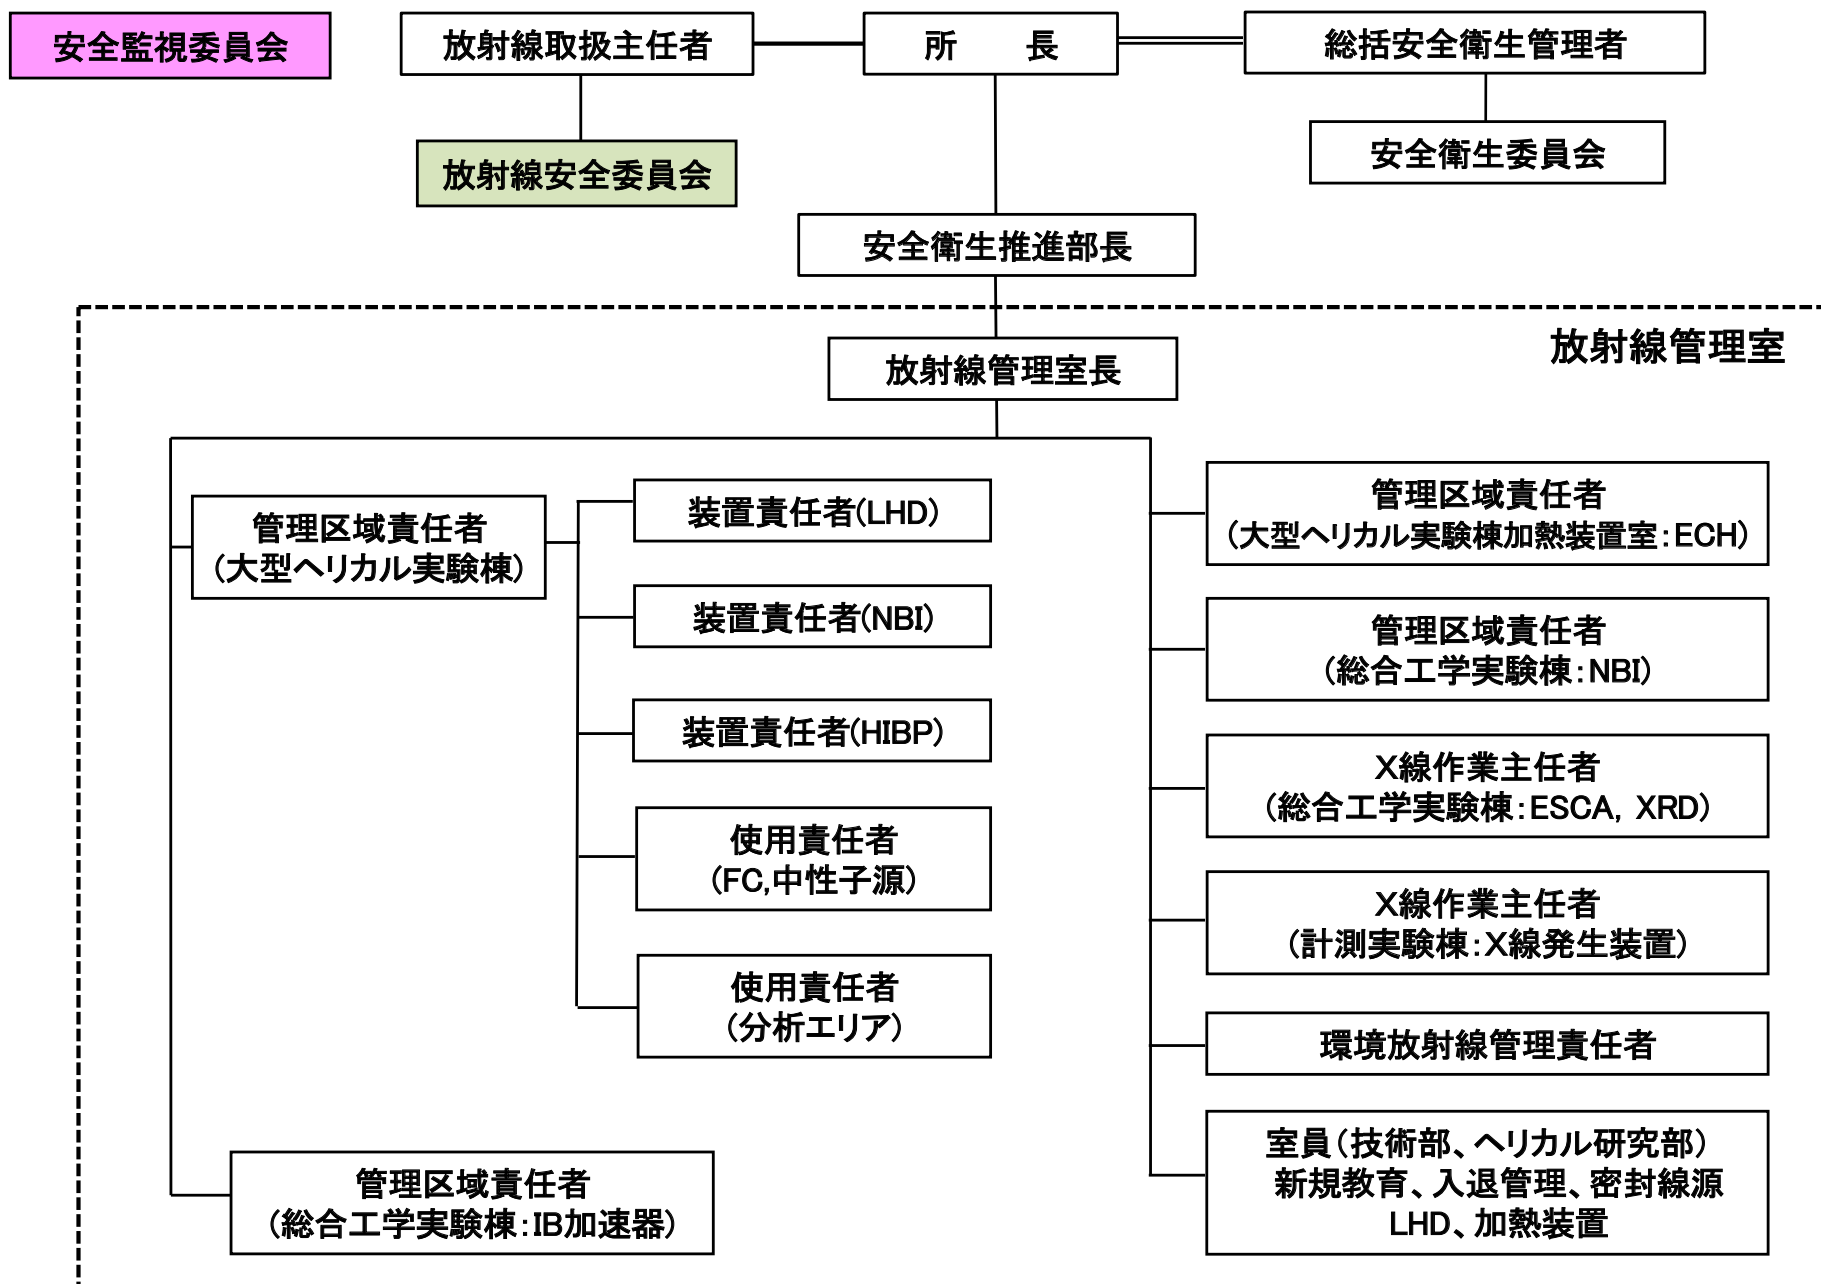 安全監視委員会
放射線取扱主任者
所　　長
総括安全衛生管理者
放射線安全委員会
安全衛生委員会
安全衛生推進部長
放射線管理室
放射線管理室長
管理区域責任者
（大型ヘリカル実験棟）
装置責任者(LHD)
装置責任者(NBI)
装置責任者(HIBP)
使用責任者
（FC,中性子源）
使用責任者
（分析エリア）
管理区域責任者
（総合工学実験棟：IB加速器）
管理区域責任者
（大型ヘリカル実験棟加熱装置室：ECH）
管理区域責任者
（総合工学実験棟：NBI）
X線作業主任者
（総合工学実験棟：ESCA, XRD）
X線作業主任者
（計測実験棟：X線発生装置）
環境放射線管理責任者
室員（技術部、ヘリカル研究部）
新規教育、入退管理、密封線源
LHD、加熱装置